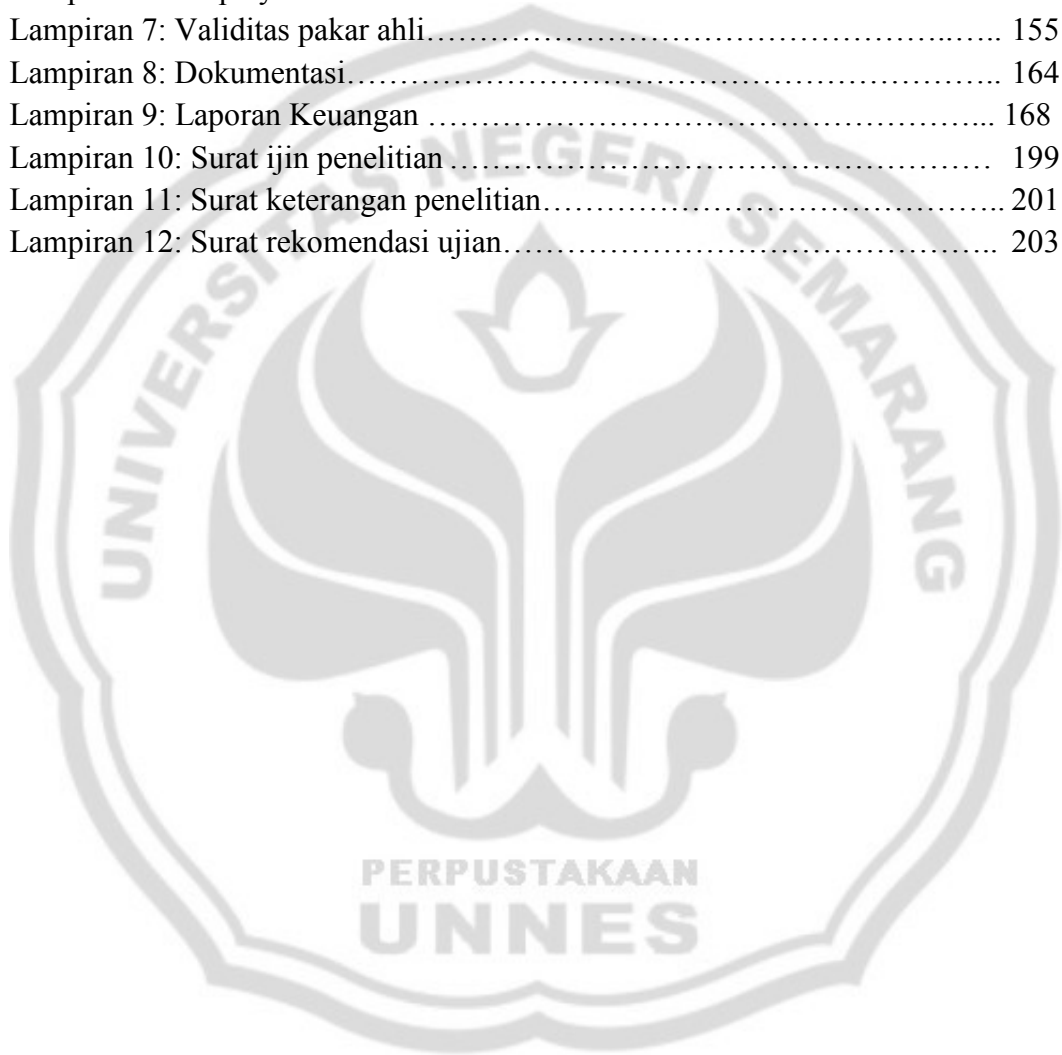 Lampiran 7: Validitas pakar ahli……………………………………………..….. 155
Lampiran 8: Dokumentasi…………………………………………………….. 164
Lampiran 9: Laporan Keuangan ……………………………………………... 168
Lampiran 10: Surat ijin penelitian ……………………………………………… 199
Lampiran 11: Surat keterangan penelitian……………………………………….. 201
Lampiran 12: Surat rekomendasi ujian………………………………………….. 203
UNIVERSITAS NEGERI SEMARANG
PERPUSTAKAAN
UNNES